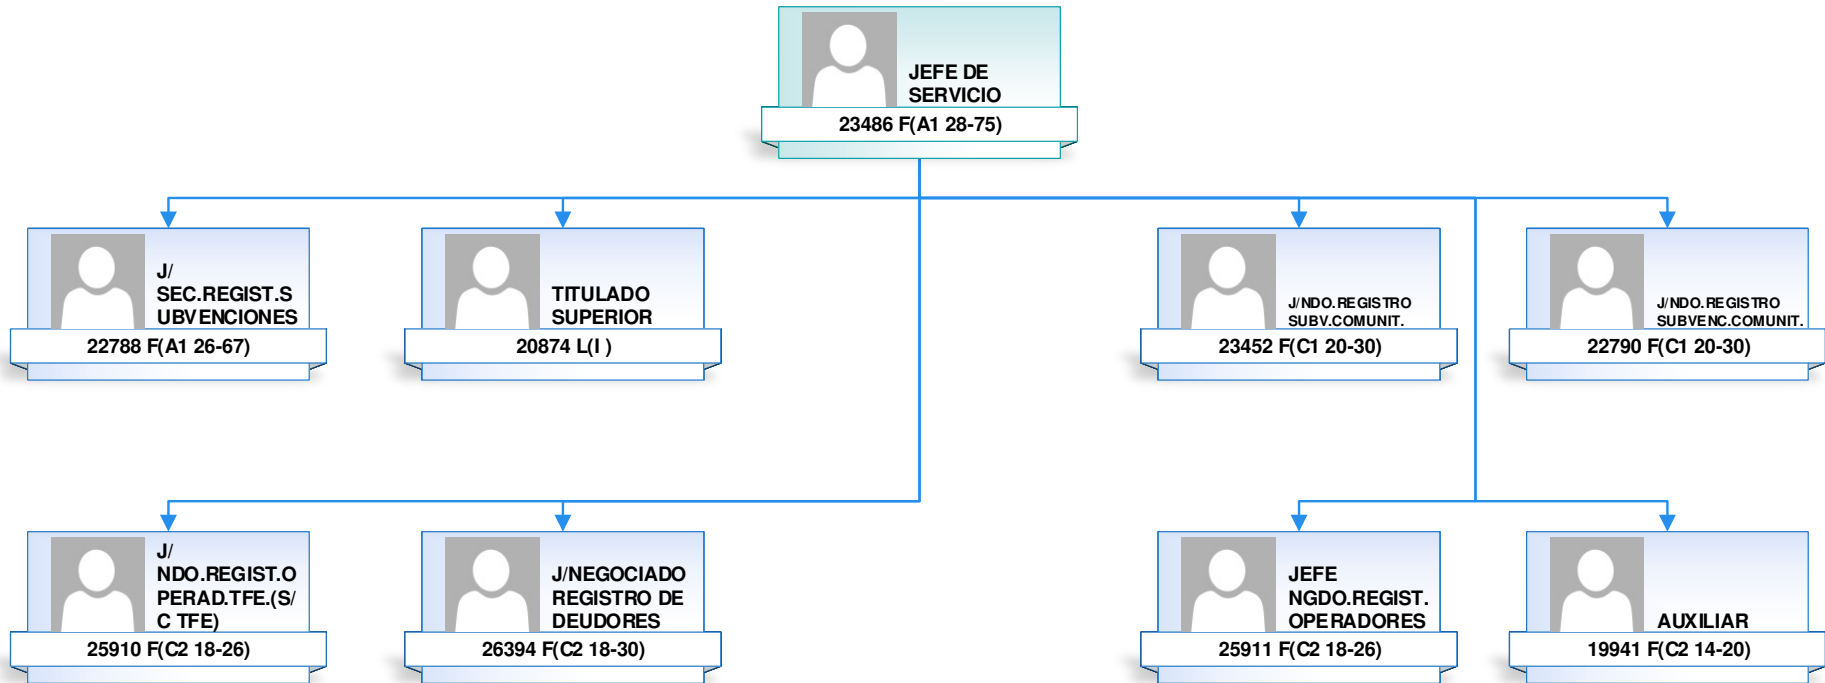 JEFE DE
SERVICIO
23486 F(A1 28-75)
J/
SEC.REGIST.S
UBVENCIONES
22788 F(A1 26-67)
TITULADO
SUPERIOR
20874 L(I )
J/NDO.REGISTRO
SUBV.COMUNIT.
23452 F(C1 20-30)
J/NDO.REGISTRO
SUBVENC.COMUNIT.
22790 F(C1 20-30)
J/
NDO.REGIST.O
PERAD.TFE.(S/
C TFE)
25910 F(C2 18-26)
J/NEGOCIADO
REGISTRO DE
DEUDORES
26394 F(C2 18-30)
JEFE
NGDO.REGIST.
OPERADORES
25911 F(C2 18-26)
AUXILIAR
19941 F(C2 14-20)